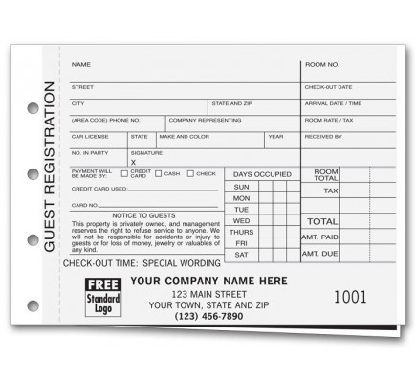 GUEST REGISTRATION
NAME
ROOM NO.
STREET
CHECK-OUT DATE
CITY
STATE AND ZIP
ARRIVAL DATE / TIME
(AREA CODE) PHONE NO.
COMPANY REPRESENTING
ROOM RATE / TAX
CAR LICENSE
STATE
MAKE AND COLOR
YEAR
RECEIVED BY
NO. IN PARTY
SIGNATURE
X
PAYMENT WILL
BE MADE BY:
CREDIT
CARD
CASH
CHECK
CREDIT CARD USED:
CARD NO.
DAYS OCCUPIED
SUN
MON
TUE
WED
THURS
FRI
SAT
ROOM
TOTAL
TAX
TOTAL
AMT. PAID
AMT. DUE
NOTICE TO GUESTS
This property is privately owned, and management
reserves the right to refuse service to anyone. We
will not be responsible for accidents or injury to
guests or for loss of money, jewelry or valuables of
any kind.
CHECK-OUT TIME: SPECIAL WORDING
FREE
Standard
Logo
YOUR COMPANY NAME HERE
123 MAIN STREET
YOUR TOWN, STATE AND ZIP
(123) 456-7890
1001